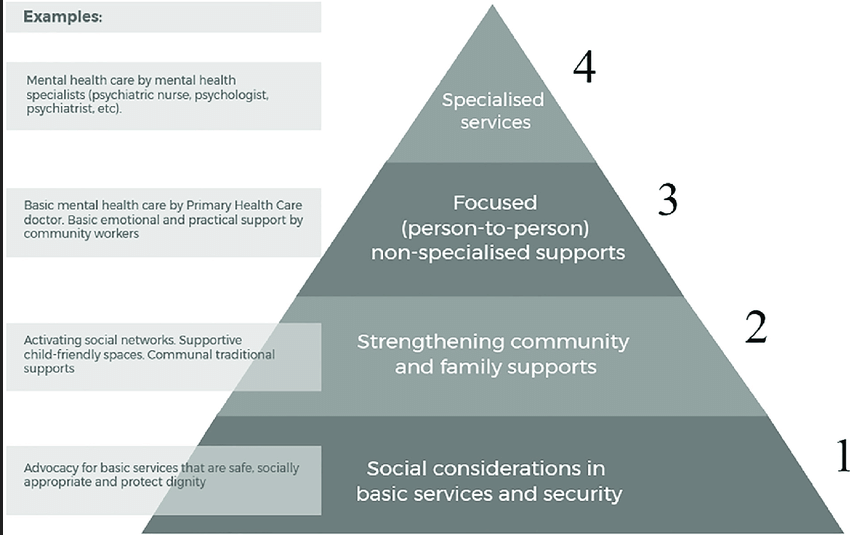 Examples:
4
Mental health care by mental health
specialists (psychiatric nurse, psychologist,
psychiatrist, etc).
Specialised
services
3
Basic mental health care by Primary Health Care
doctor. Basic emotional and practical support by
community workers
Focused
(person-to-person)
non-specialised supports
2
Activating social networks. Supportive
child-friendly spaces. Communal traditional
supports
Strengthening community
and family supports
1
Advocacy for basic services that are safe, socially
appropriate and protect dignity
Social considerations in
basic services and security